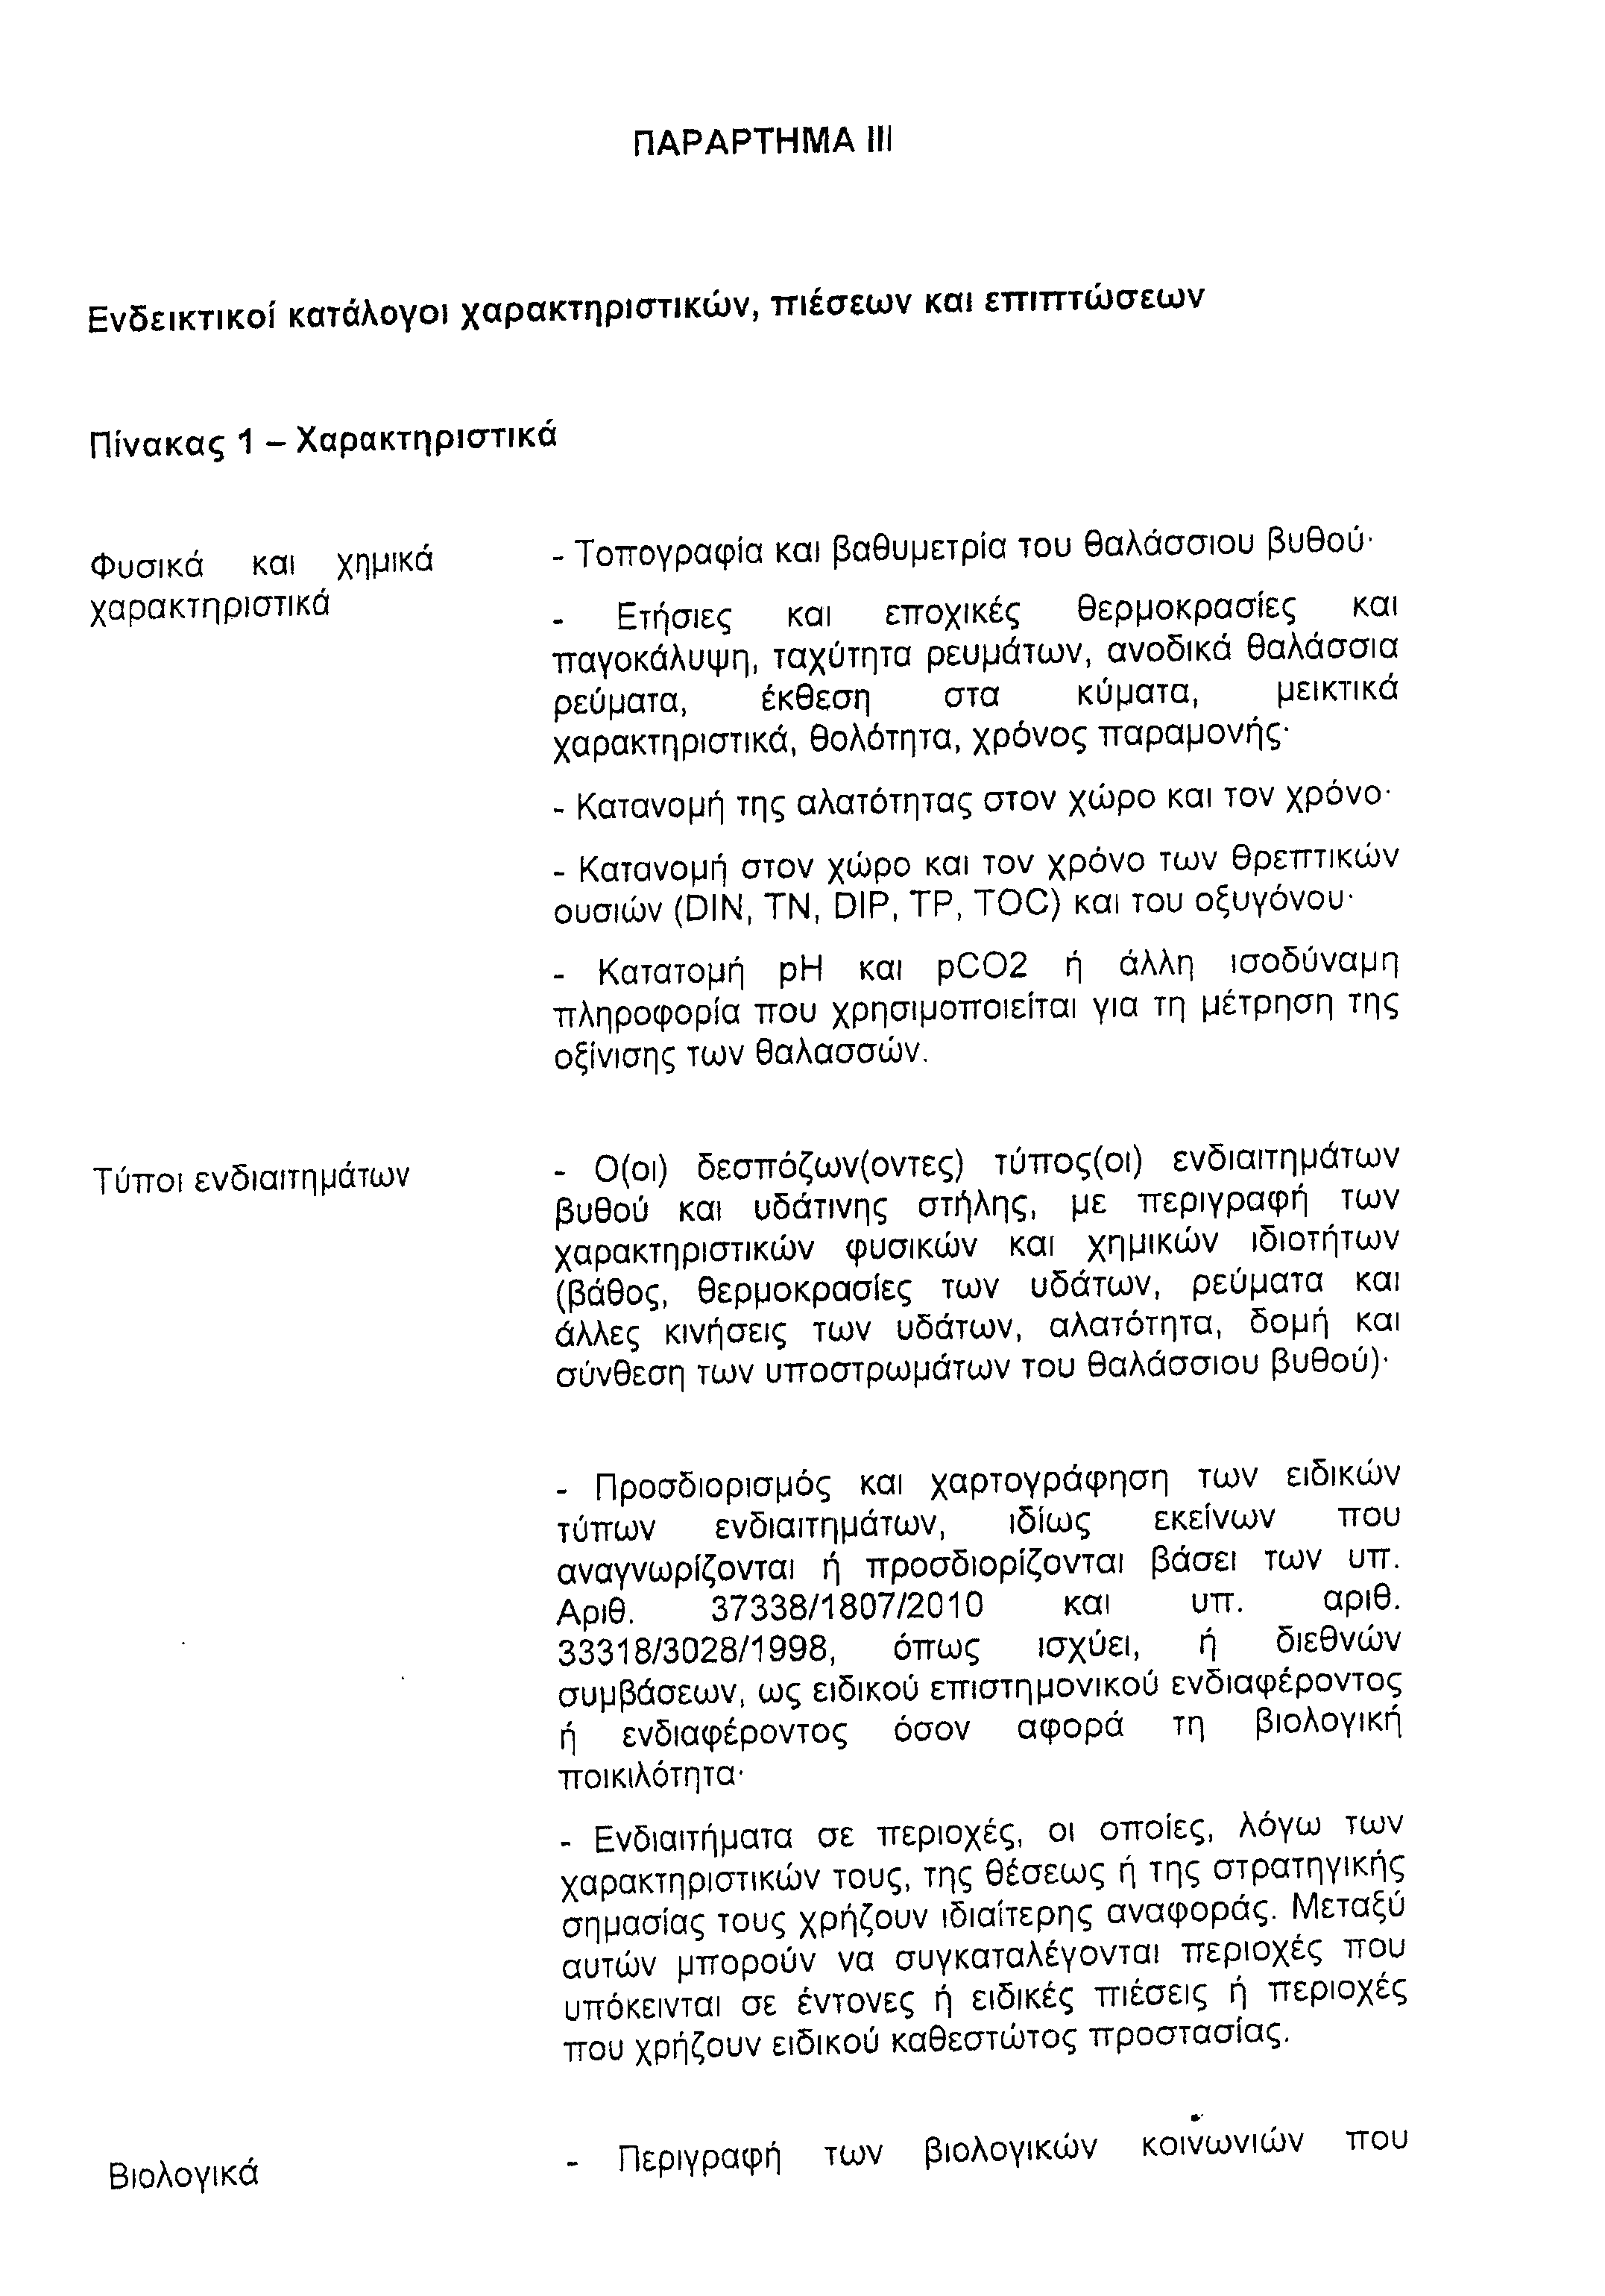 ΠΑΡΑΡΤΗΜΑ ΙΙΙ
Ενδεικτικοί κατάλογοι χαρακτηριστικών, πιέσεων και επιπτώσεων
Πίνακας 1 – Χαρακτηριστικά
Φυσικά και χημικά
χαρακτηριστικά
- Τοπογραφία και βαθυμετρία του θαλάσσιου βυθού·
- Ετήσιες και εποχικές θερμοκρασίες και
παγοκάλυψη, ταχύτητα ρευμάτων, ανοδικά θαλάσσια
ρεύματα, έκθεση στα κύματα, μεικτικά
χαρακτηριστικά, θολότητα, χρόνος παραμονής·
- Κατανομή της αλατότητας στον χώρο και τον χρόνο·
- Κατανομή στον χώρο και τον χρόνο των θρεπτικών
ουσιών (DIN, TN, DIP, TP, TOC) και του οξυγόνου·
- Κατατομή pH και pCO2 ή άλλη ισοδύναμη
πληροφορία που χρησιμοποιείται για τη μέτρηση της
οξίνισης των θαλασσών.
Τύποι ενδιαιτημάτων
- Ο(οι) δεσπόζων(οντες) τύπος(οι) ενδιαιτημάτων
βυθού και υδάτινης στήλης, με περιγραφή των
χαρακτηριστικών φυσικών και χημικών ιδιοτήτων
(βάθος, θερμοκρασίες των υδάτων, ρεύματα και
άλλες κινήσεις των υδάτων, αλατότητα, δομή και
σύνθεση των υποστρωμάτων του θαλάσσιου βυθού)·
- Προσδιορισμός και χαρτογράφηση των ειδικών
τύπων ενδιαιτημάτων, ιδίως εκείνων που
αναγνωρίζονται ή προσδιορίζονται βάσει των υπ.
Αριθ. 37338/1807/2010 και υπ. αριθ.
33318/3028/1998, όπως ισχύει, ή διεθνών
συμβάσεων, ως ειδικού επιστημονικού ενδιαφέροντος
ή ενδιαφέροντος όσον αφορά τη βιολογική
ποικιλότητα·
- Ενδιαιτήματα σε περιοχές, οι οποίες, λόγω των
χαρακτηριστικών τους, της θέσεως ή της στρατηγικής
σημασίας τους χρήζουν ιδιαίτερης αναφοράς. Μεταξύ
αυτών μπορούν να συγκαταλέγονται περιοχές που
υπόκεινται σε έντονες ή ειδικές πιέσεις ή περιοχές
που χρήζουν ειδικού καθεστώτος προστασίας.
Βιολογικά
- Περιγραφή των βιολογικών κοινωνιών που